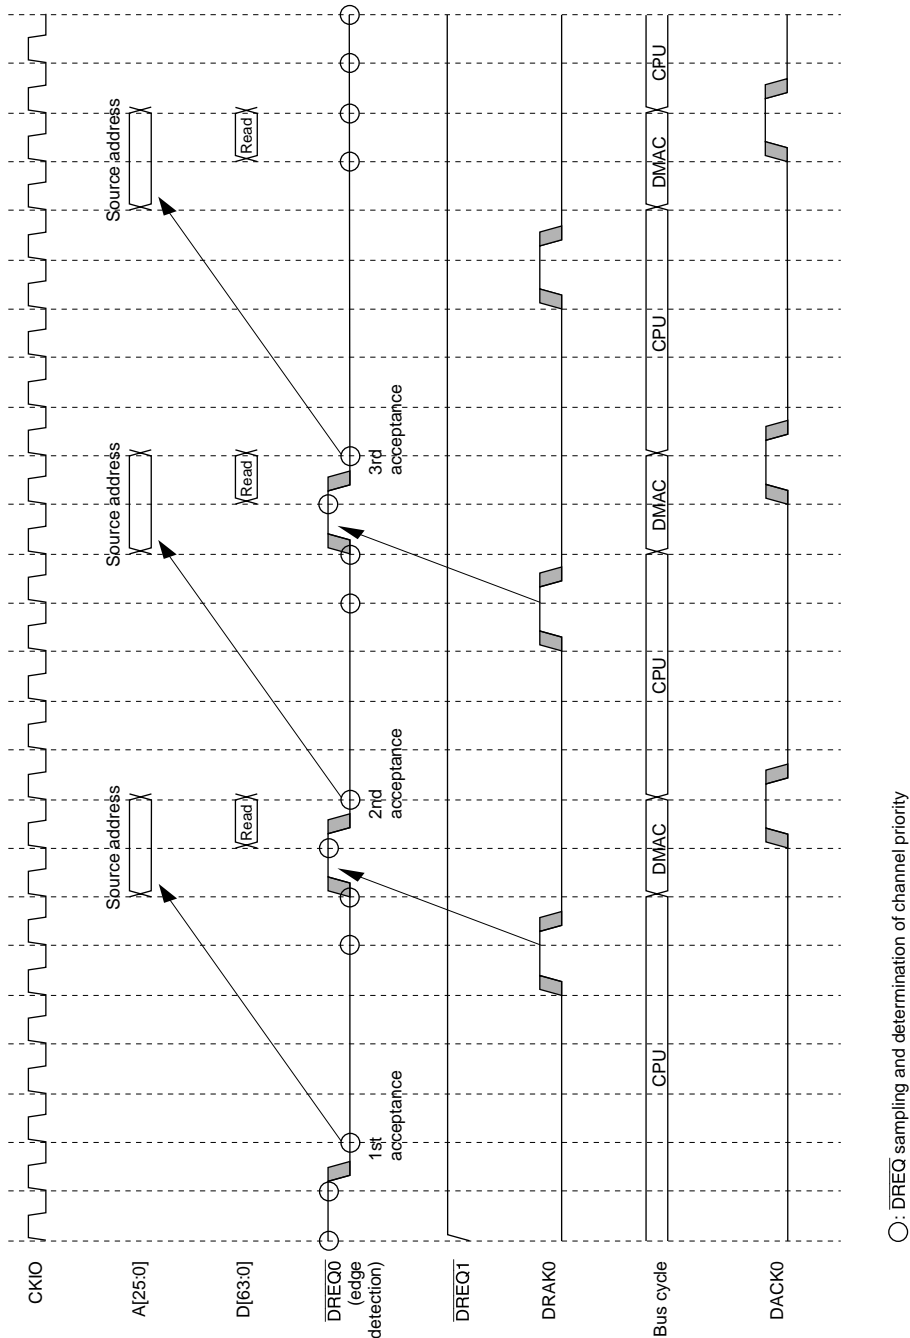 CKIO
Source address
Source address
Source address
A[25:0]
Read
Read
Read
D[63:0]
DREQ0
(edge
detection)
1st
acceptance
2nd
acceptance
3rd
acceptance
DREQ1
DRAK0
Bus cycle
CPU
DMAC
CPU
DMAC
CPU
DMAC
CPU
DACK0
: DREQ sampling and determination of channel priority